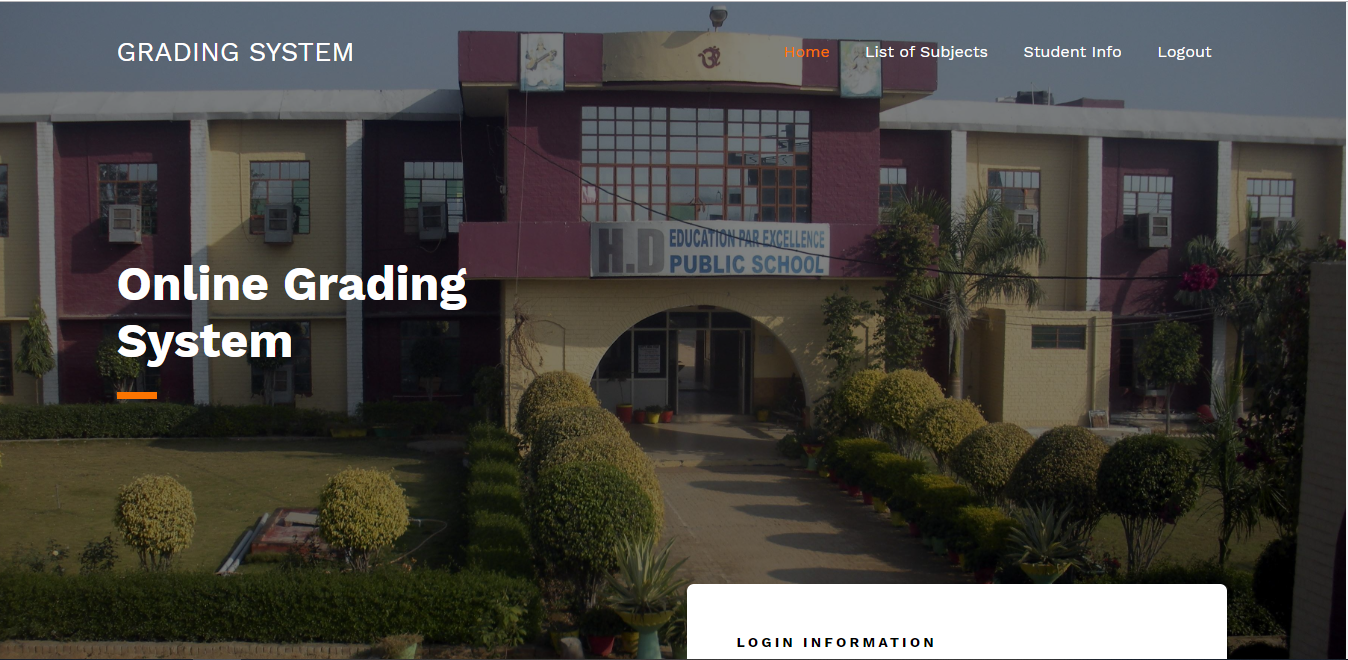 GRADING SYSTEM
Home List of Subjects Student Info Logout
ॐ
H.D EDUCATION PAR EXCELLENCE
PUBLIC SCHOOL
Online Grading
System
LOGIN INFORMATION